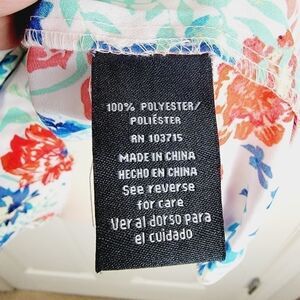 100% POLYESTER/
POLIÉSTER
RN 103715
MADE IN CHINA
HECHO EN CHINA
See reverse
for care
Ver al dorso para
el cuidado